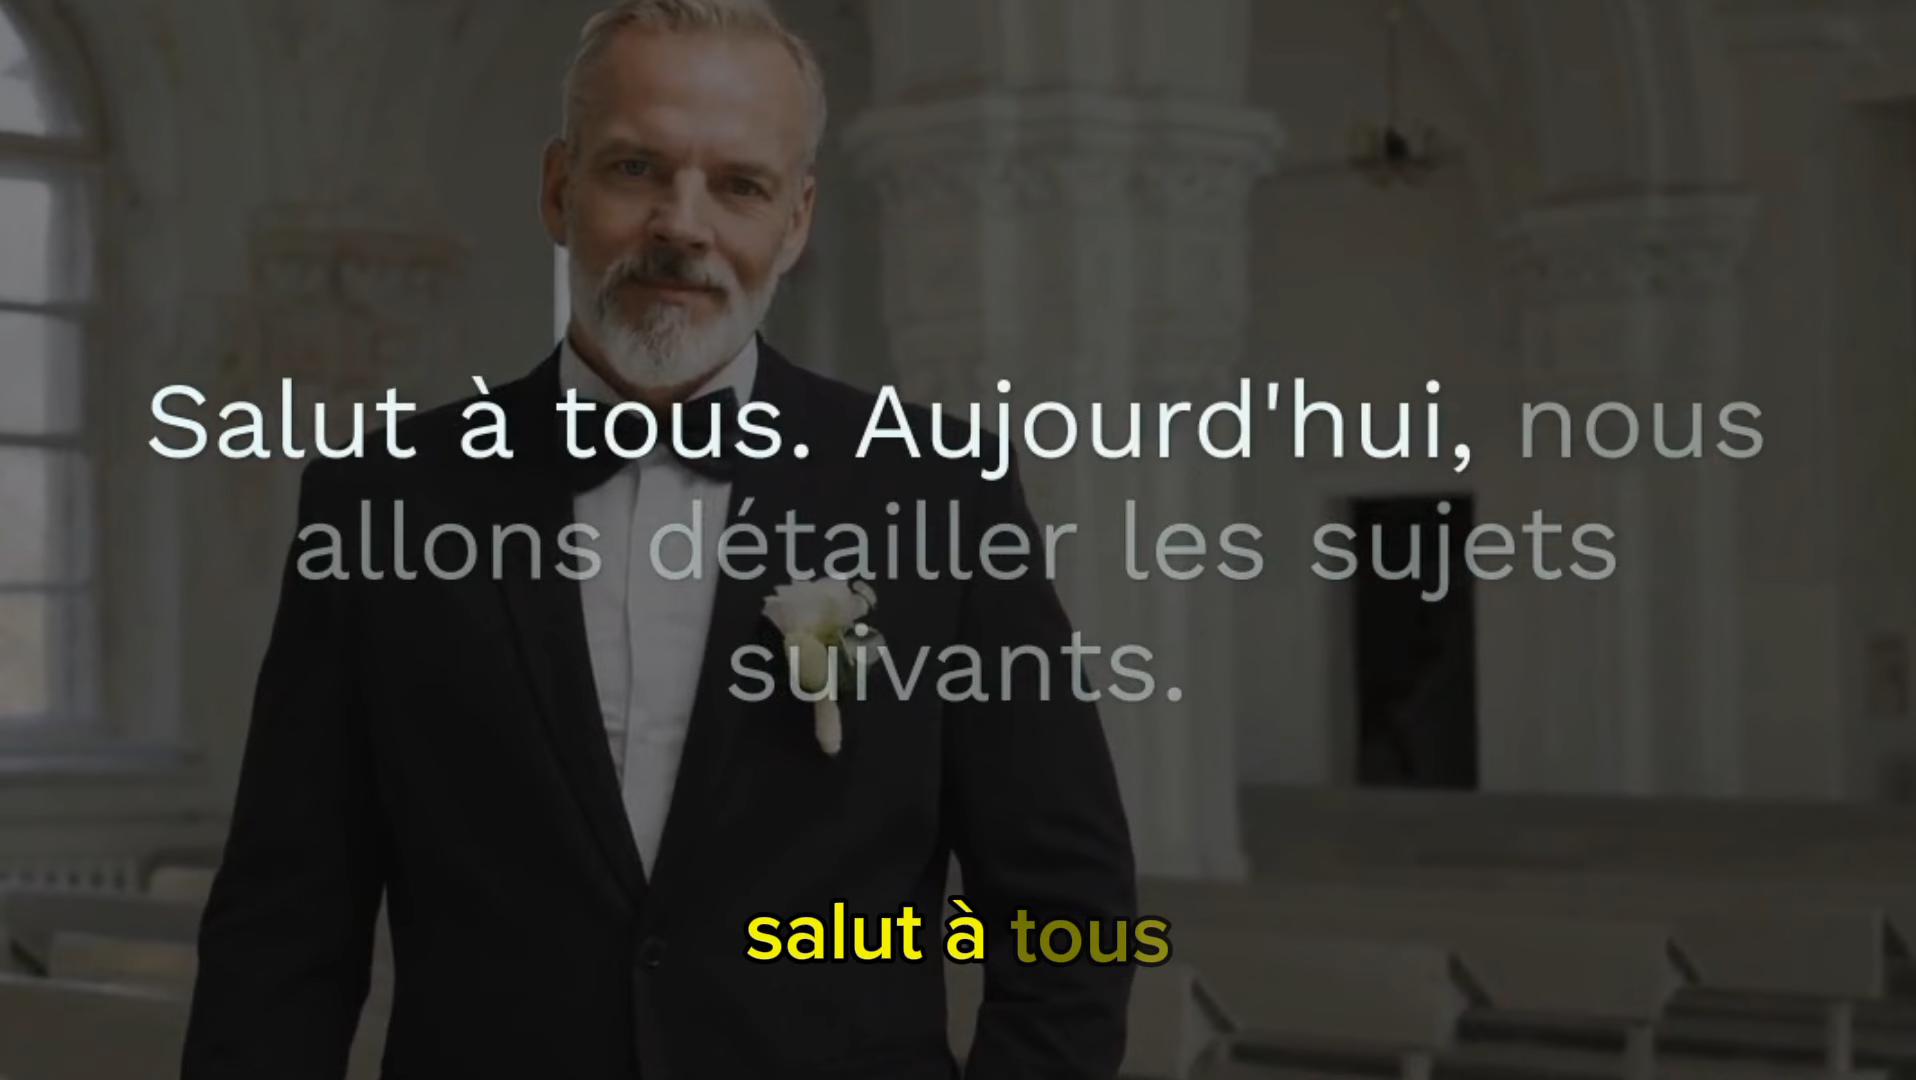 Salut à tous. Aujourd'hui, nous
allons détailler les sujets
suivants.
salut à tous